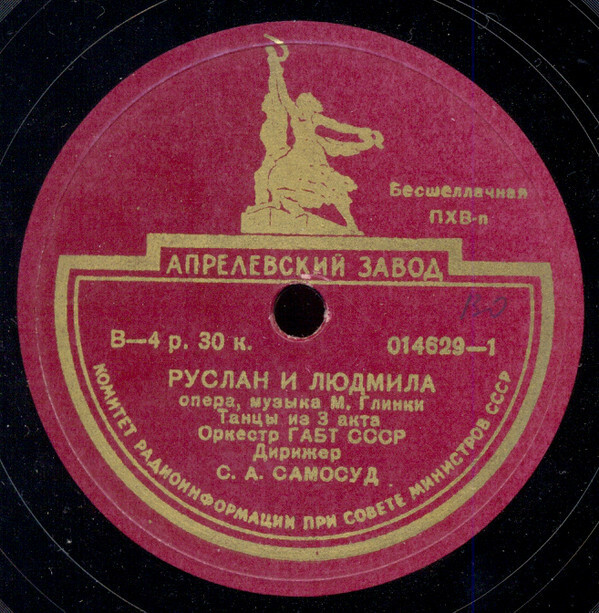 Бесшеллачная
ПХВ-п
АПРЕЛЕВСКИЙ ЗАВОД
RO
В—4 р. 30 к.
014629—1
РУСЛАН И ЛЮДМИЛА
опера, музыка М. Глинки
Танцы из 3 акта
Оркестр ГАБТ СССР
Дирижер
С. А. САМОСУД
КОМИТЕТ РАДИОИНФОРМАЦИИ ПРИ СОВЕТЕ МИНИСТРОВ СССР